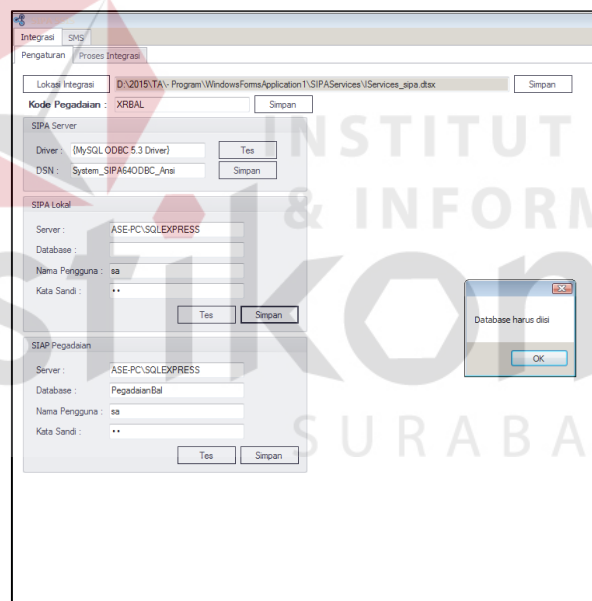 Integrasi SMS
Pengaturan Proses Integrasi
Lokasi Integrasi D:\2015\TA\- Program\WindowsFormsApplication1\SIPAServices\IServices_sipa.dtsx Simpan
Kode Pegadaian : XRBAL Simpan
SIPA Server
Driver : {MySQL ODBC 5.3 Driver} Tes
DSN : System_SIPA64ODBC_Ansi Simpan
SIPA Lokal
Server : ASE-PC\SQLEXPRESS
Database :
Nama Pengguna : sa
Kata Sandi : ••
Tes Simpan
Database harus diisi
OK
SIAP Pegadaian
Server : ASE-PC\SQLEXPRESS
Database : PegadaianBal
Nama Pengguna : sa
Kata Sandi : ••
Tes Simpan
INSTITUT
& INFORM
stikom
SURABA